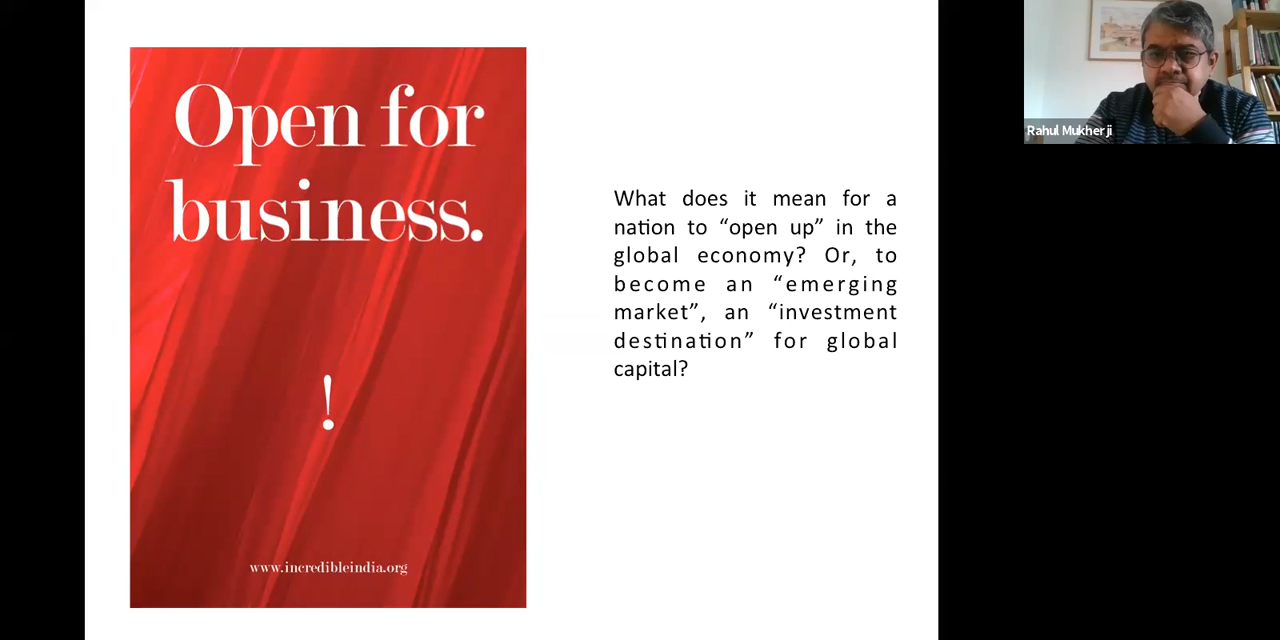 Open for
business.
!
www.incredibleindia.org
What does it mean for a
nation to “open up” in the
global economy? Or, to
become an “emerging
market”, an “investment
destination” for global
capital?
Rahul Mukherji